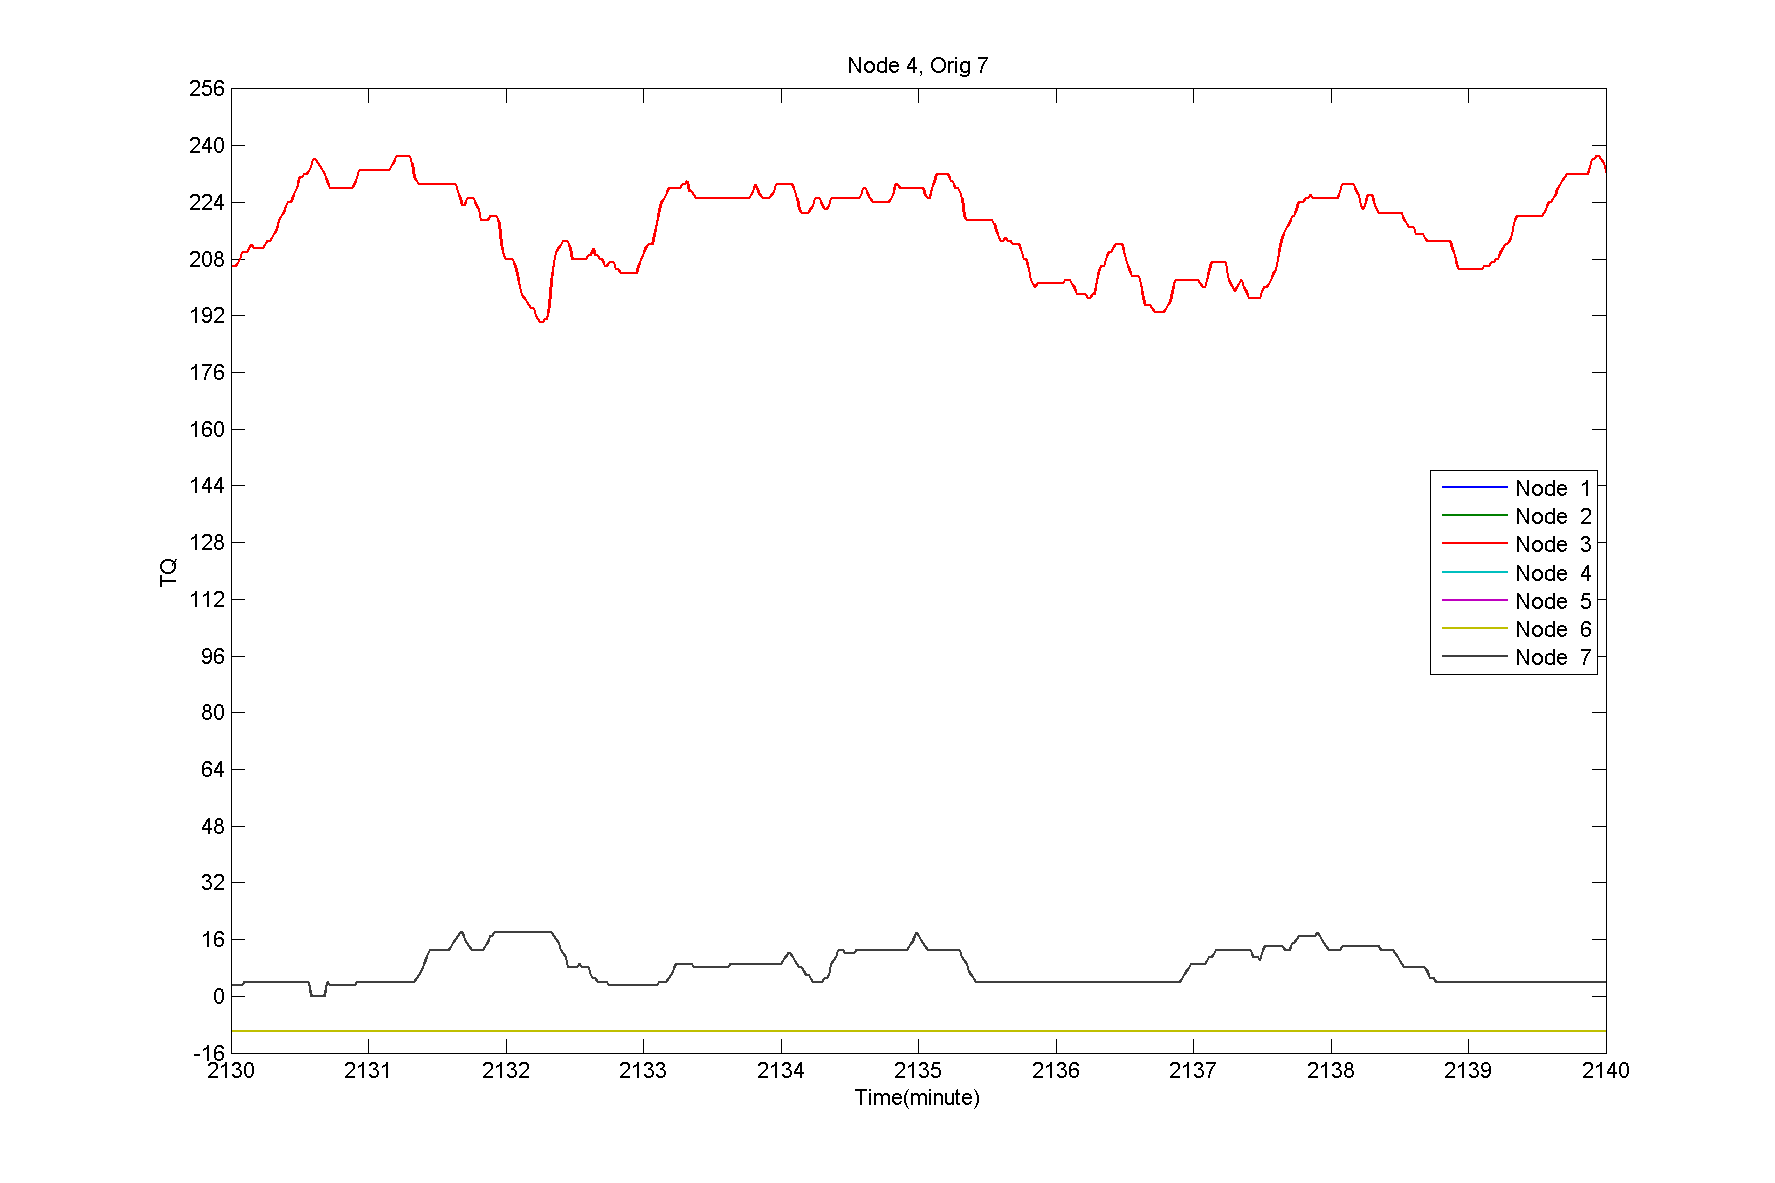 Node 4, Orig 7
256
240
224
208
192
176
160
144
128
112
96
80
64
48
32
16
0
-16
TQ
Node 1
Node 2
Node 3
Node 4
Node 5
Node 6
Node 7
2130 2131 2132 2133 2134 2135 2136 2137 2138 2139 2140
Time(minute)